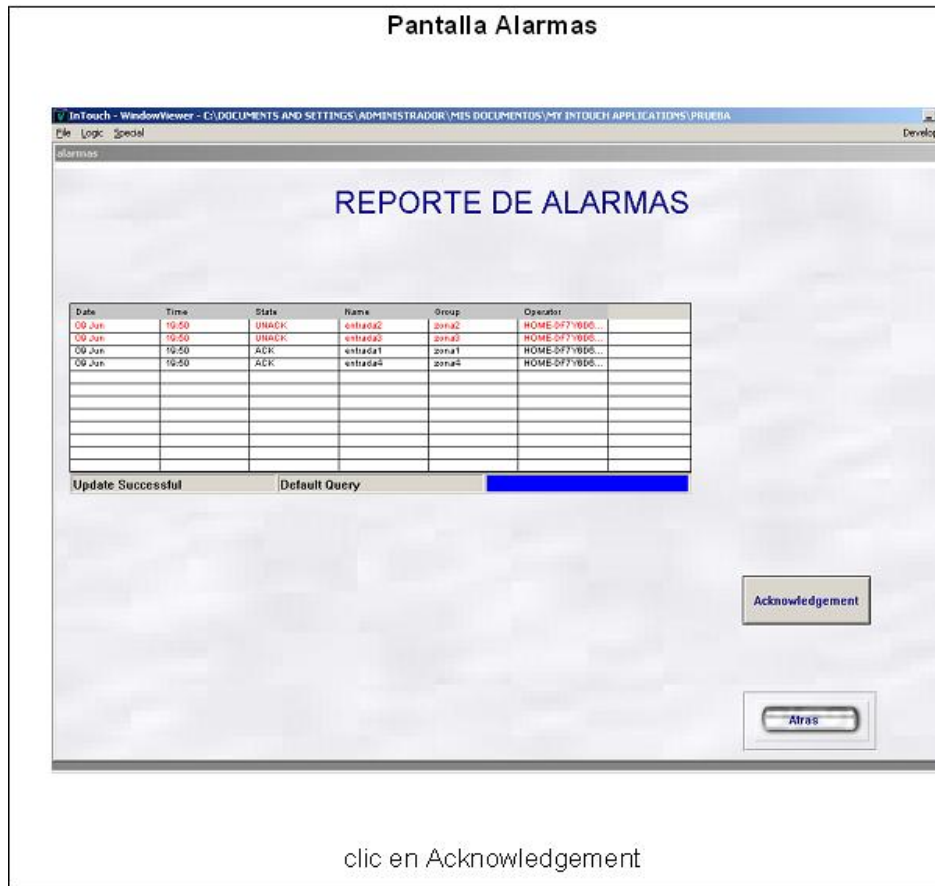 Pantalla Alarmas
InTouch - WindowViewer - C:\DOCUMENTS AND SETTINGS\ADMINISTRADOR\MIS DOCUMENTOS\MY INTOUCH APPLICATIONS\PRUEBA
File Logic Special Develop
alarmas
REPORTE DE ALARMAS
Date Time State Name Group Operator
09 Jun 19:50 UNACK entrada2 zona2
09 Jun 19:50 UNACK entrada3 zona3
09 Jun 19:50 ACK entrada1 zona1
09 Jun 19:50 ACK entrada4 zona4
Update Successful Default Query
Acknowledgement
Atras
clic en Acknowledgement